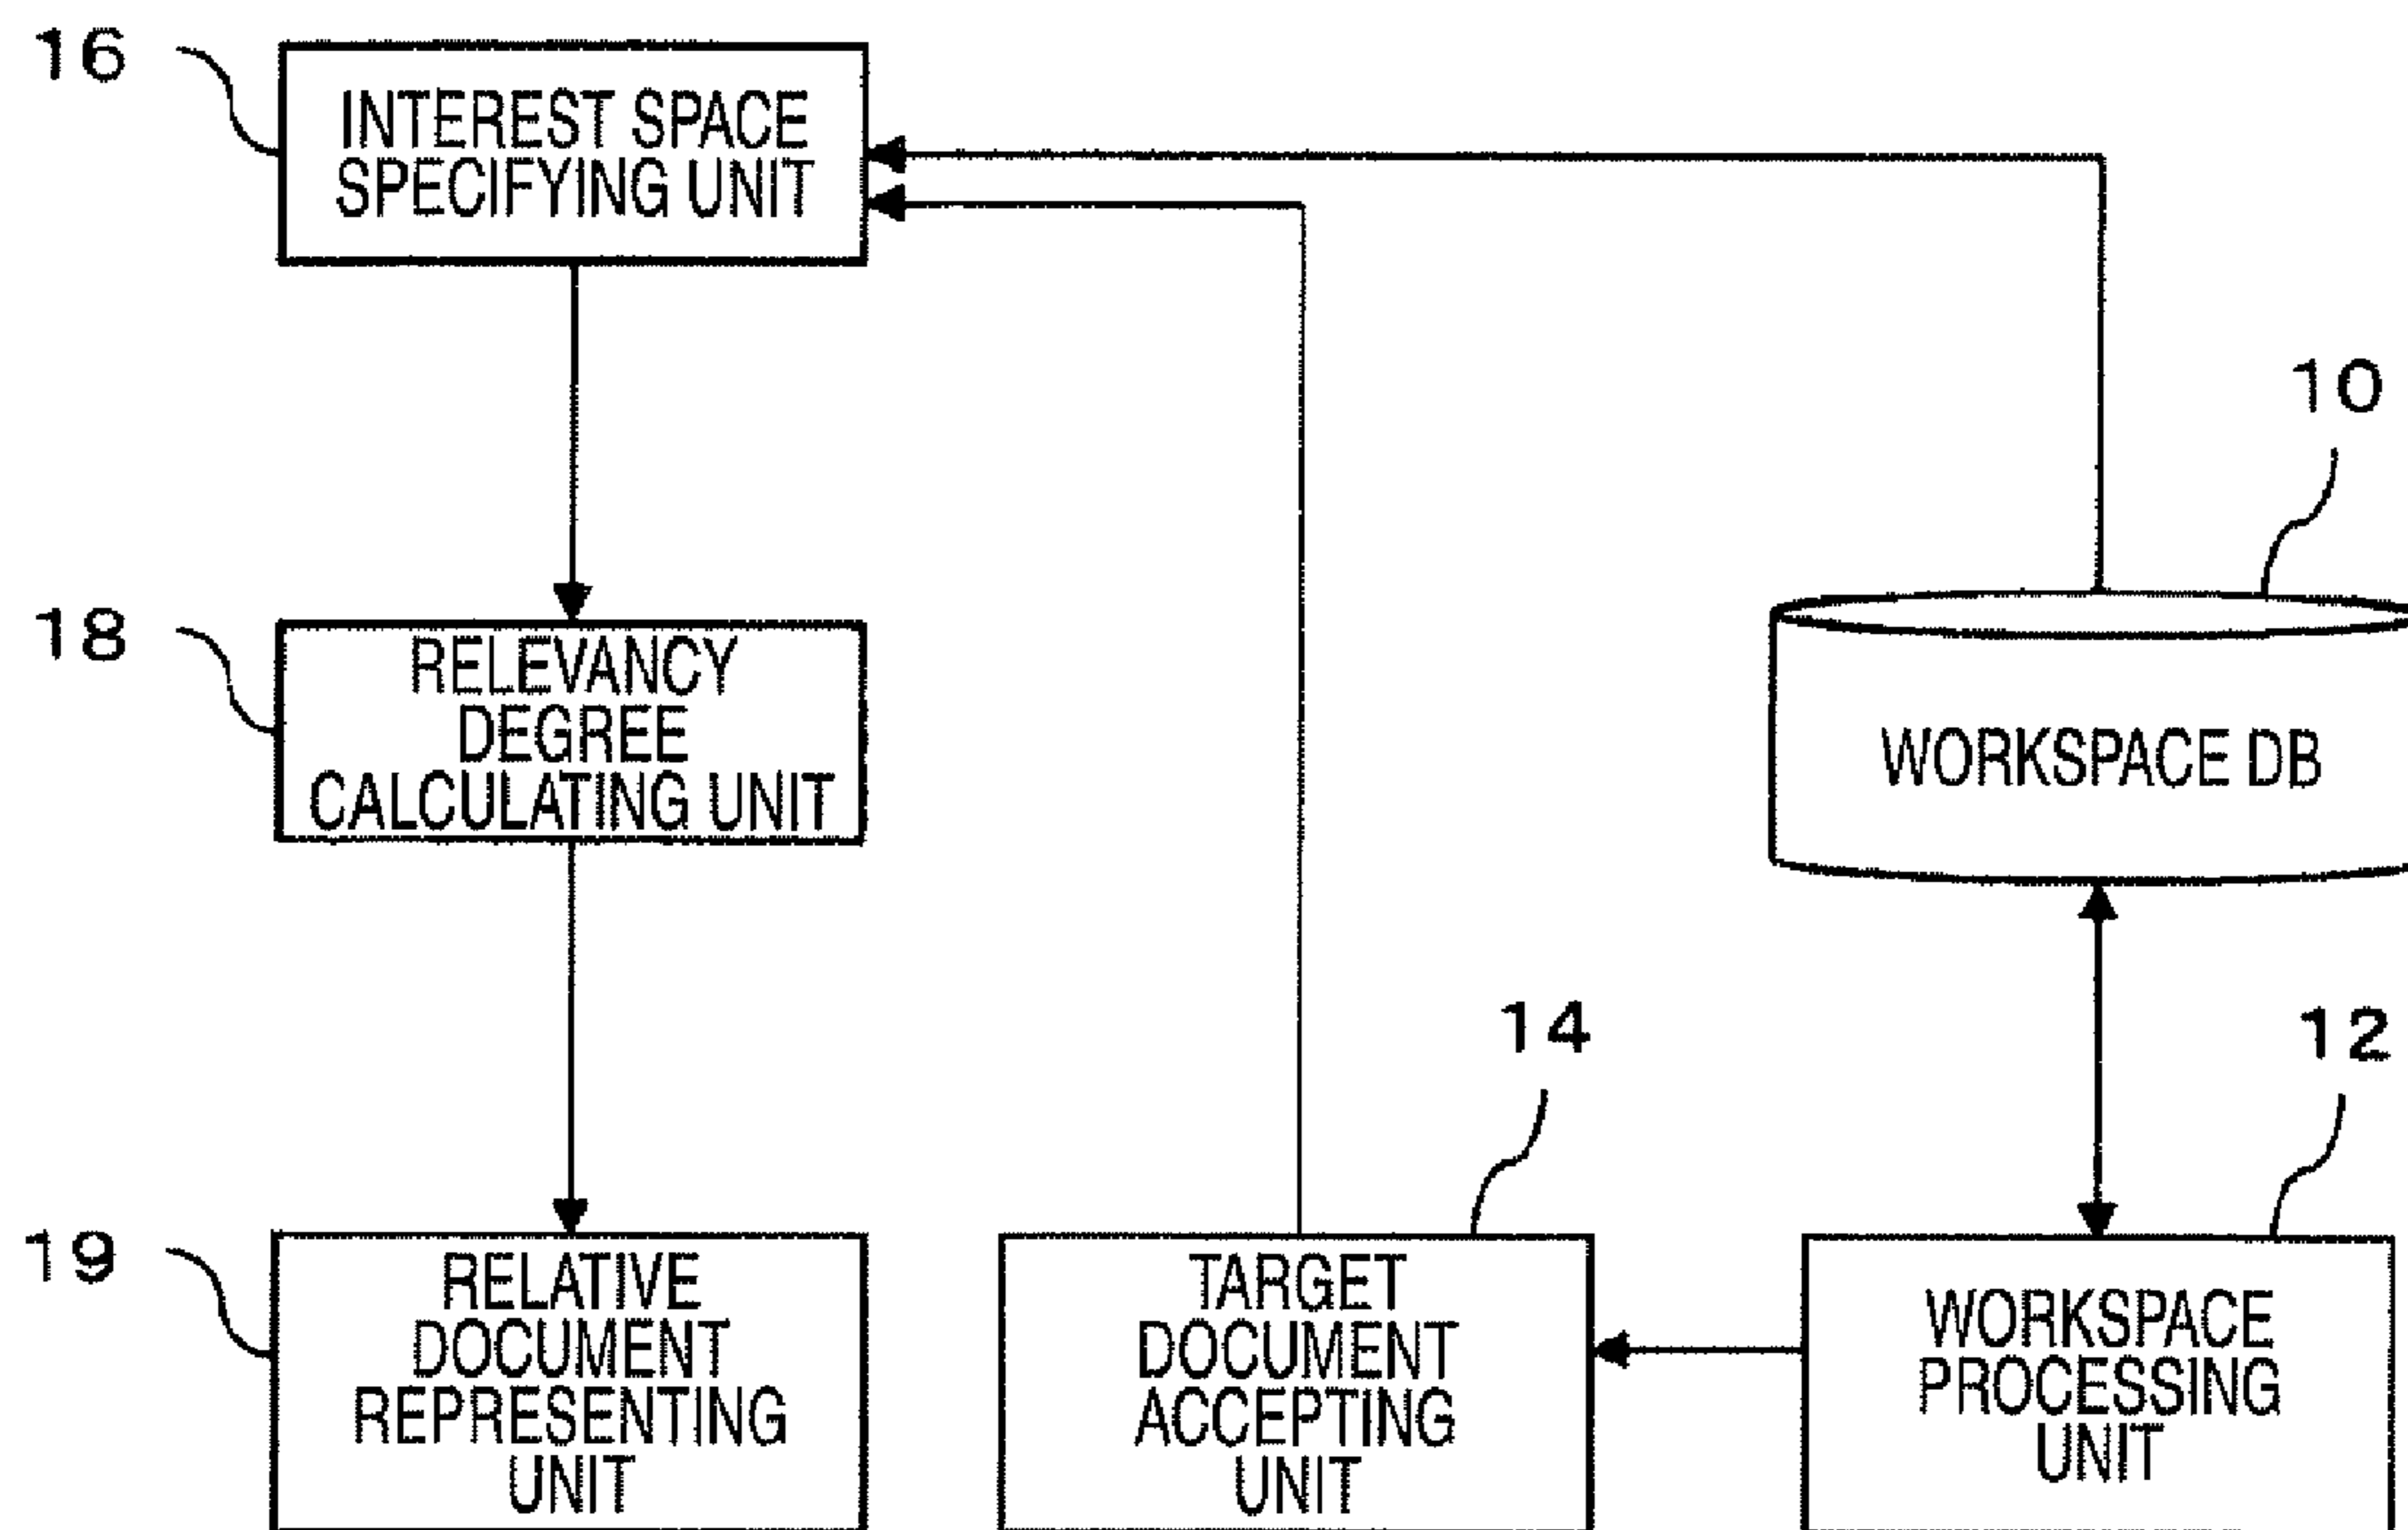 16
INTEREST SPACE
SPECIFYING UNIT
10
18
RELEVANCY
DEGREE
CALCULATING UNIT
WORKSPACE DB
14
12
19
RELATIVE
DOCUMENT
REPRESENTING
UNIT
TARGET
DOCUMENT
ACCEPTING
UNIT
WORKSPACE
PROCESSING
UNIT